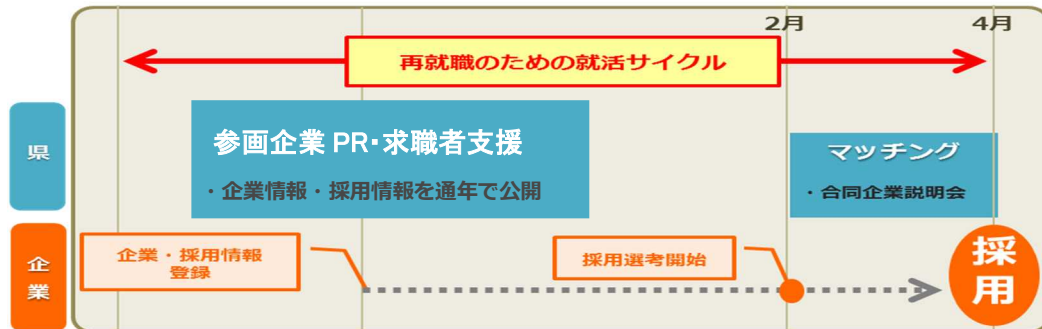 2月
4月
再就職のための就活サイクル
県
参画企業 PR・求職者支援
・企業情報・採用情報を通年で公開
マッチング
・合同企業説明会
企業
企業・採用情報
登録
採用選考開始
採用